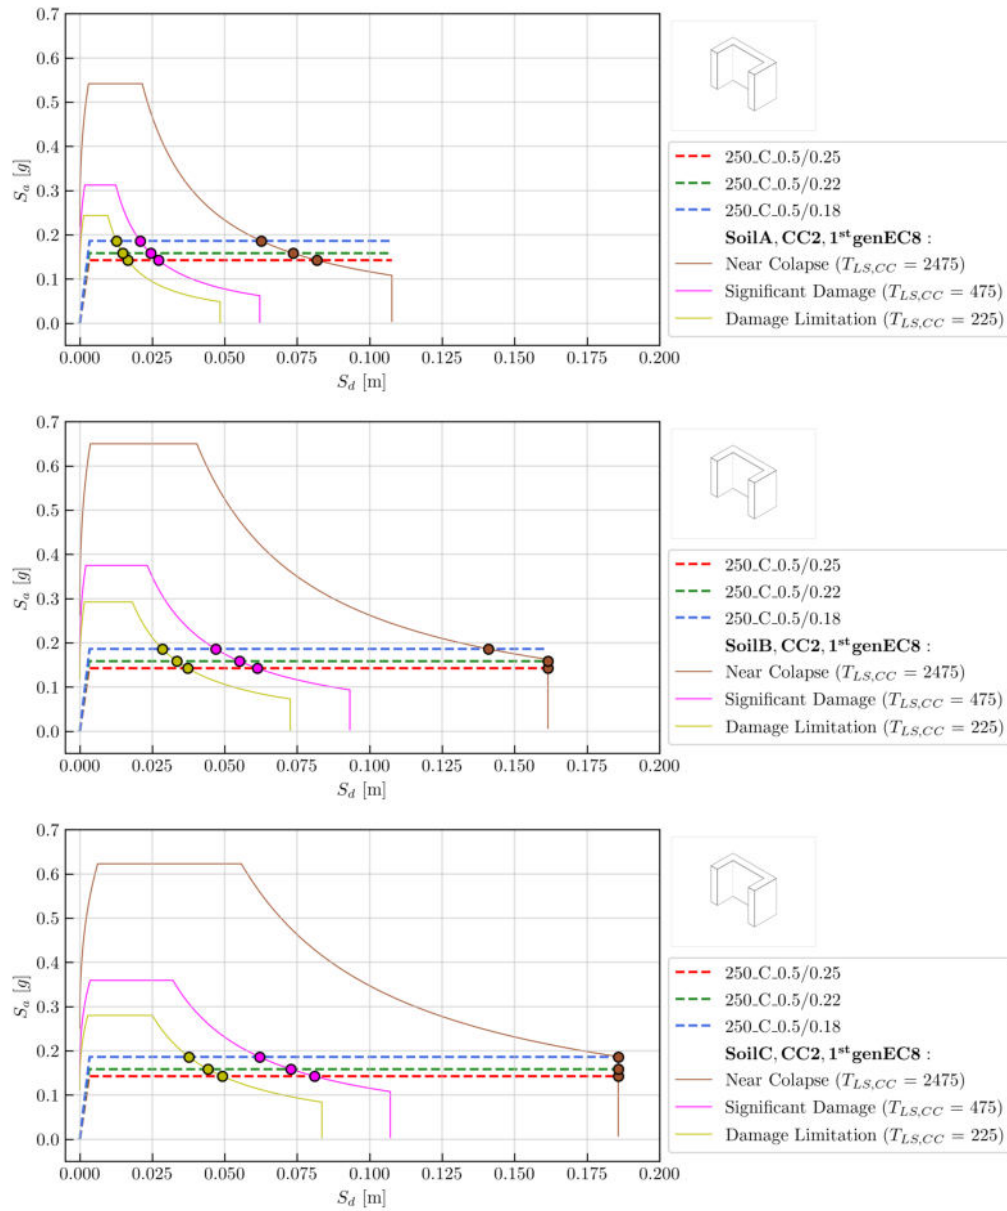 0.7
0.6
0.5
0.4
0.3
0.2
0.1
0.0
S_a [g]
0.000 0.025 0.050 0.075 0.100 0.125 0.150 0.175 0.200
S_d [m]
250_C_0.5/0.25
250_C_0.5/0.22
250_C_0.5/0.18
SoilA, CC2, 1stgenEC8 :
Near Colapse (T_LS,CC = 2475)
Significant Damage (T_LS,CC = 475)
Damage Limitation (T_LS,CC = 225)
0.7
0.6
0.5
0.4
0.3
0.2
0.1
0.0
S_a [g]
0.000 0.025 0.050 0.075 0.100 0.125 0.150 0.175 0.200
S_d [m]
250_C_0.5/0.25
250_C_0.5/0.22
250_C_0.5/0.18
SoilB, CC2, 1stgenEC8 :
Near Colapse (T_LS,CC = 2475)
Significant Damage (T_LS,CC = 475)
Damage Limitation (T_LS,CC = 225)
0.7
0.6
0.5
0.4
0.3
0.2
0.1
0.0
S_a [g]
0.000 0.025 0.050 0.075 0.100 0.125 0.150 0.175 0.200
S_d [m]
250_C_0.5/0.25
250_C_0.5/0.22
250_C_0.5/0.18
SoilC, CC2, 1stgenEC8 :
Near Colapse (T_LS,CC = 2475)
Significant Damage (T_LS,CC = 475)
Damage Limitation (T_LS,CC = 225)